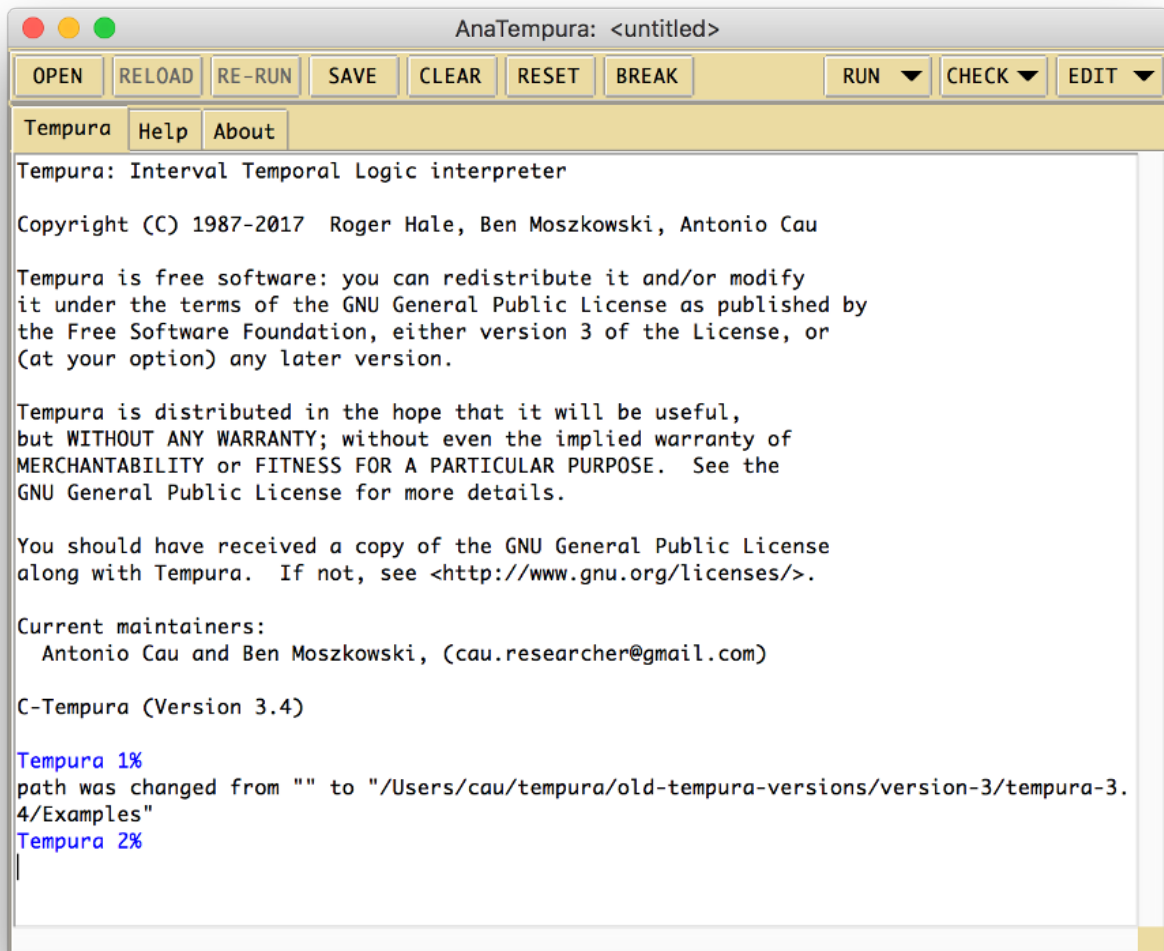 AnaTempura: <untitled>
OPEN RELOAD RE-RUN SAVE CLEAR RESET BREAK RUN CHECK EDIT
Tempura Help About
Tempura: Interval Temporal Logic interpreter
Copyright (C) 1987-2017  Roger Hale, Ben Moszkowski, Antonio Cau
Tempura is free software: you can redistribute it and/or modify
it under the terms of the GNU General Public License as published by
the Free Software Foundation, either version 3 of the License, or
(at your option) any later version.
Tempura is distributed in the hope that it will be useful,
but WITHOUT ANY WARRANTY; without even the implied warranty of
MERCHANTABILITY or FITNESS FOR A PARTICULAR PURPOSE.  See the
GNU General Public License for more details.
You should have received a copy of the GNU General Public License
along with Tempura.  If not, see <http://www.gnu.org/licenses/>.
Current maintainers:
  Antonio Cau and Ben Moszkowski, (cau.researcher@gmail.com)
C-Tempura (Version 3.4)
Tempura 1%
path was changed from "" to "/Users/cau/tempura/old-tempura-versions/version-3/tempura-3.
4/Examples"
Tempura 2%